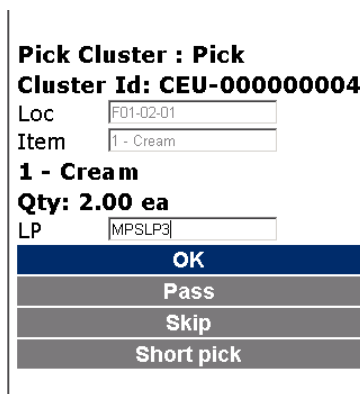 Pick Cluster : Pick
Cluster Id: CEU-000000004
Loc F01-02-01
Item 1 - Cream
1 - Cream
Qty: 2.00 ea
LP MPSLP3
OK
Pass
Skip
Short pick